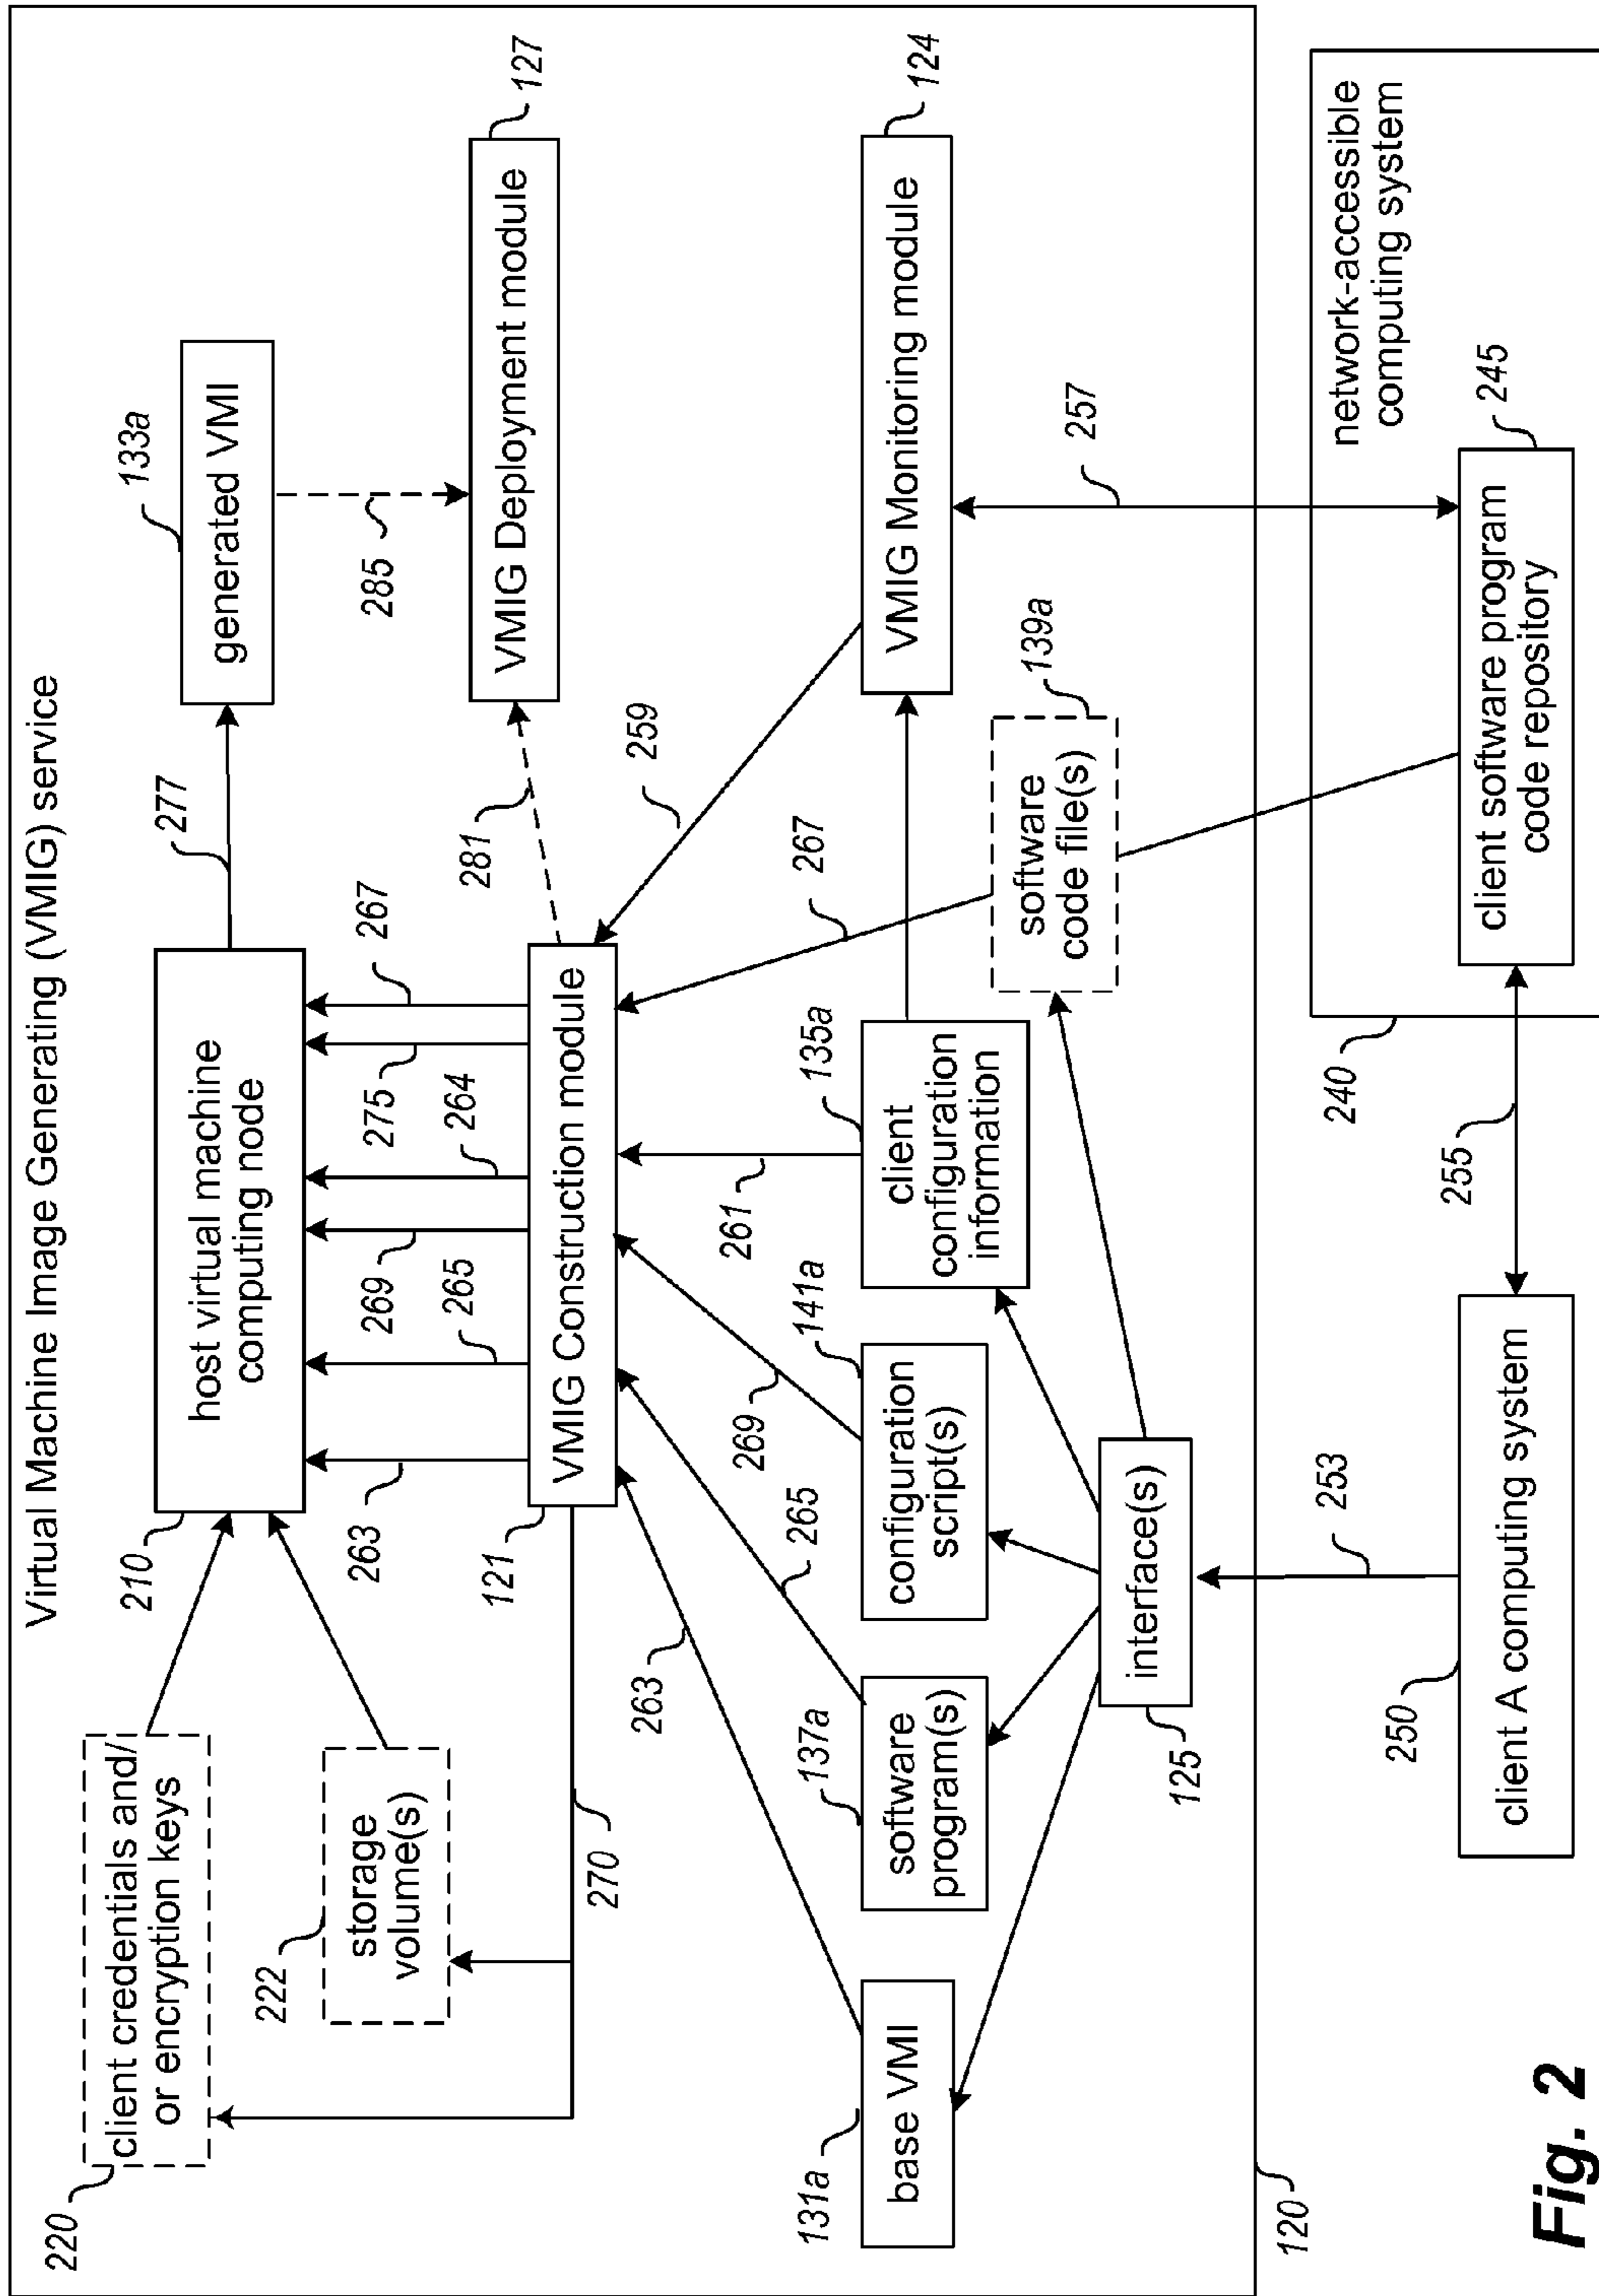 Virtual Machine Image Generating (VMIG) service
220
client credentials and/
or encryption keys
222
storage
volume(s)
210
host virtual machine
computing node
277
133a
generated VMI
285
263
265
269
264
275
267
281
127
VMIG Deployment module
121
VMIG Construction module
270
263
265
269
261
267
259
131a
base VMI
137a
software
program(s)
141a
configuration
script(s)
135a
client
configuration
information
139a
software
code file(s)
124
VMIG Monitoring module
125
interface(s)
257
120
253
240
network-accessible
computing system
250
client A computing system
255
245
client software program
code repository
Fig. 2